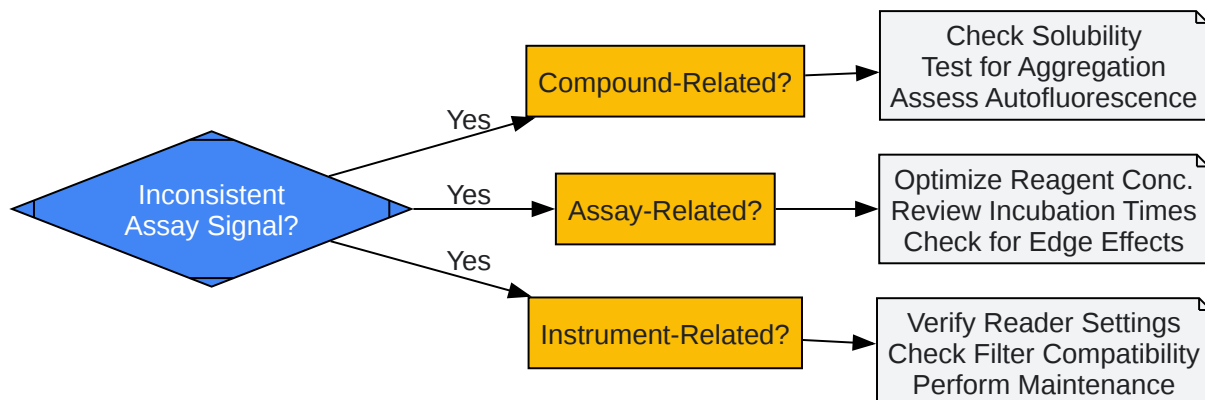 Inconsistent
Assay Signal?
Yes
Compound-Related?
Check Solubility
Test for Aggregation
Assess Autofluorescence
Yes
Assay-Related?
Optimize Reagent Conc.
Review Incubation Times
Check for Edge Effects
Yes
Instrument-Related?
Verify Reader Settings
Check Filter Compatibility
Perform Maintenance